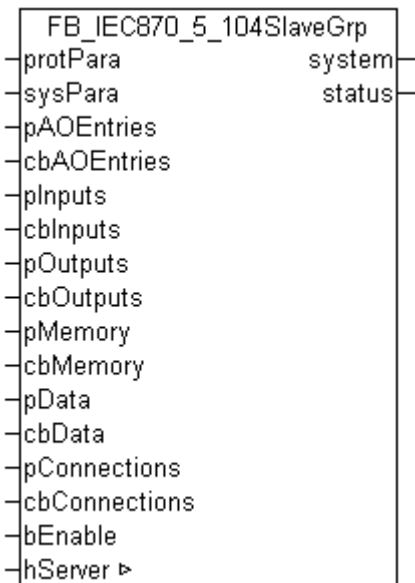 FB_IEC870_5_104SlaveGrp
protPara system
sysPara status
pAOEntries
cbAOEntries
pInputs
cbInputs
pOutputs
cbOutputs
pMemory
cbMemory
pData
cbData
pConnections
cbConnections
bEnable
hServer ▹